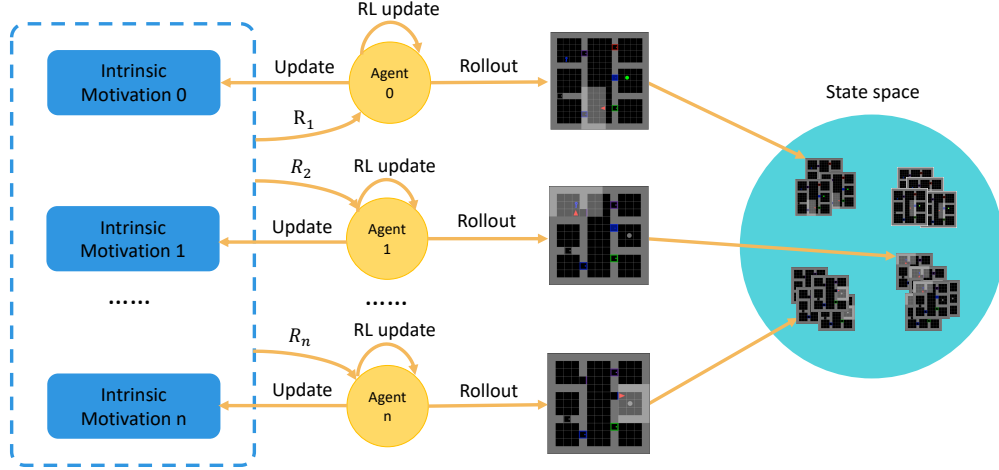 RL update
Intrinsic
Motivation 0
Update
Agent
0
Rollout
R₁
State space
R₂
RL update
Intrinsic
Motivation 1
Update
Agent
1
Rollout
......
......
Rₙ
RL update
Intrinsic
Motivation n
Update
Agent
n
Rollout